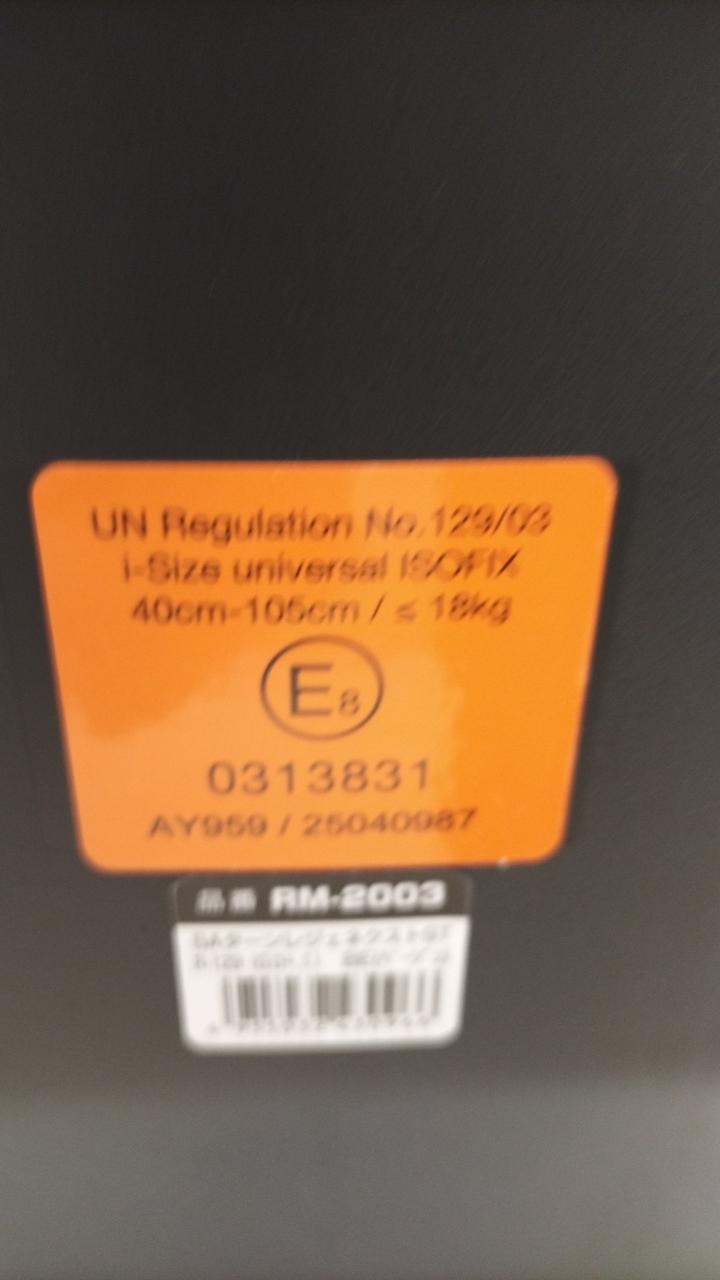 UN Regulation No.129/03
i-Size universal ISOFIX
40cm-105cm / ≤ 18kg
E8
0313831
AY959 / 25040987
品番 RM-2003